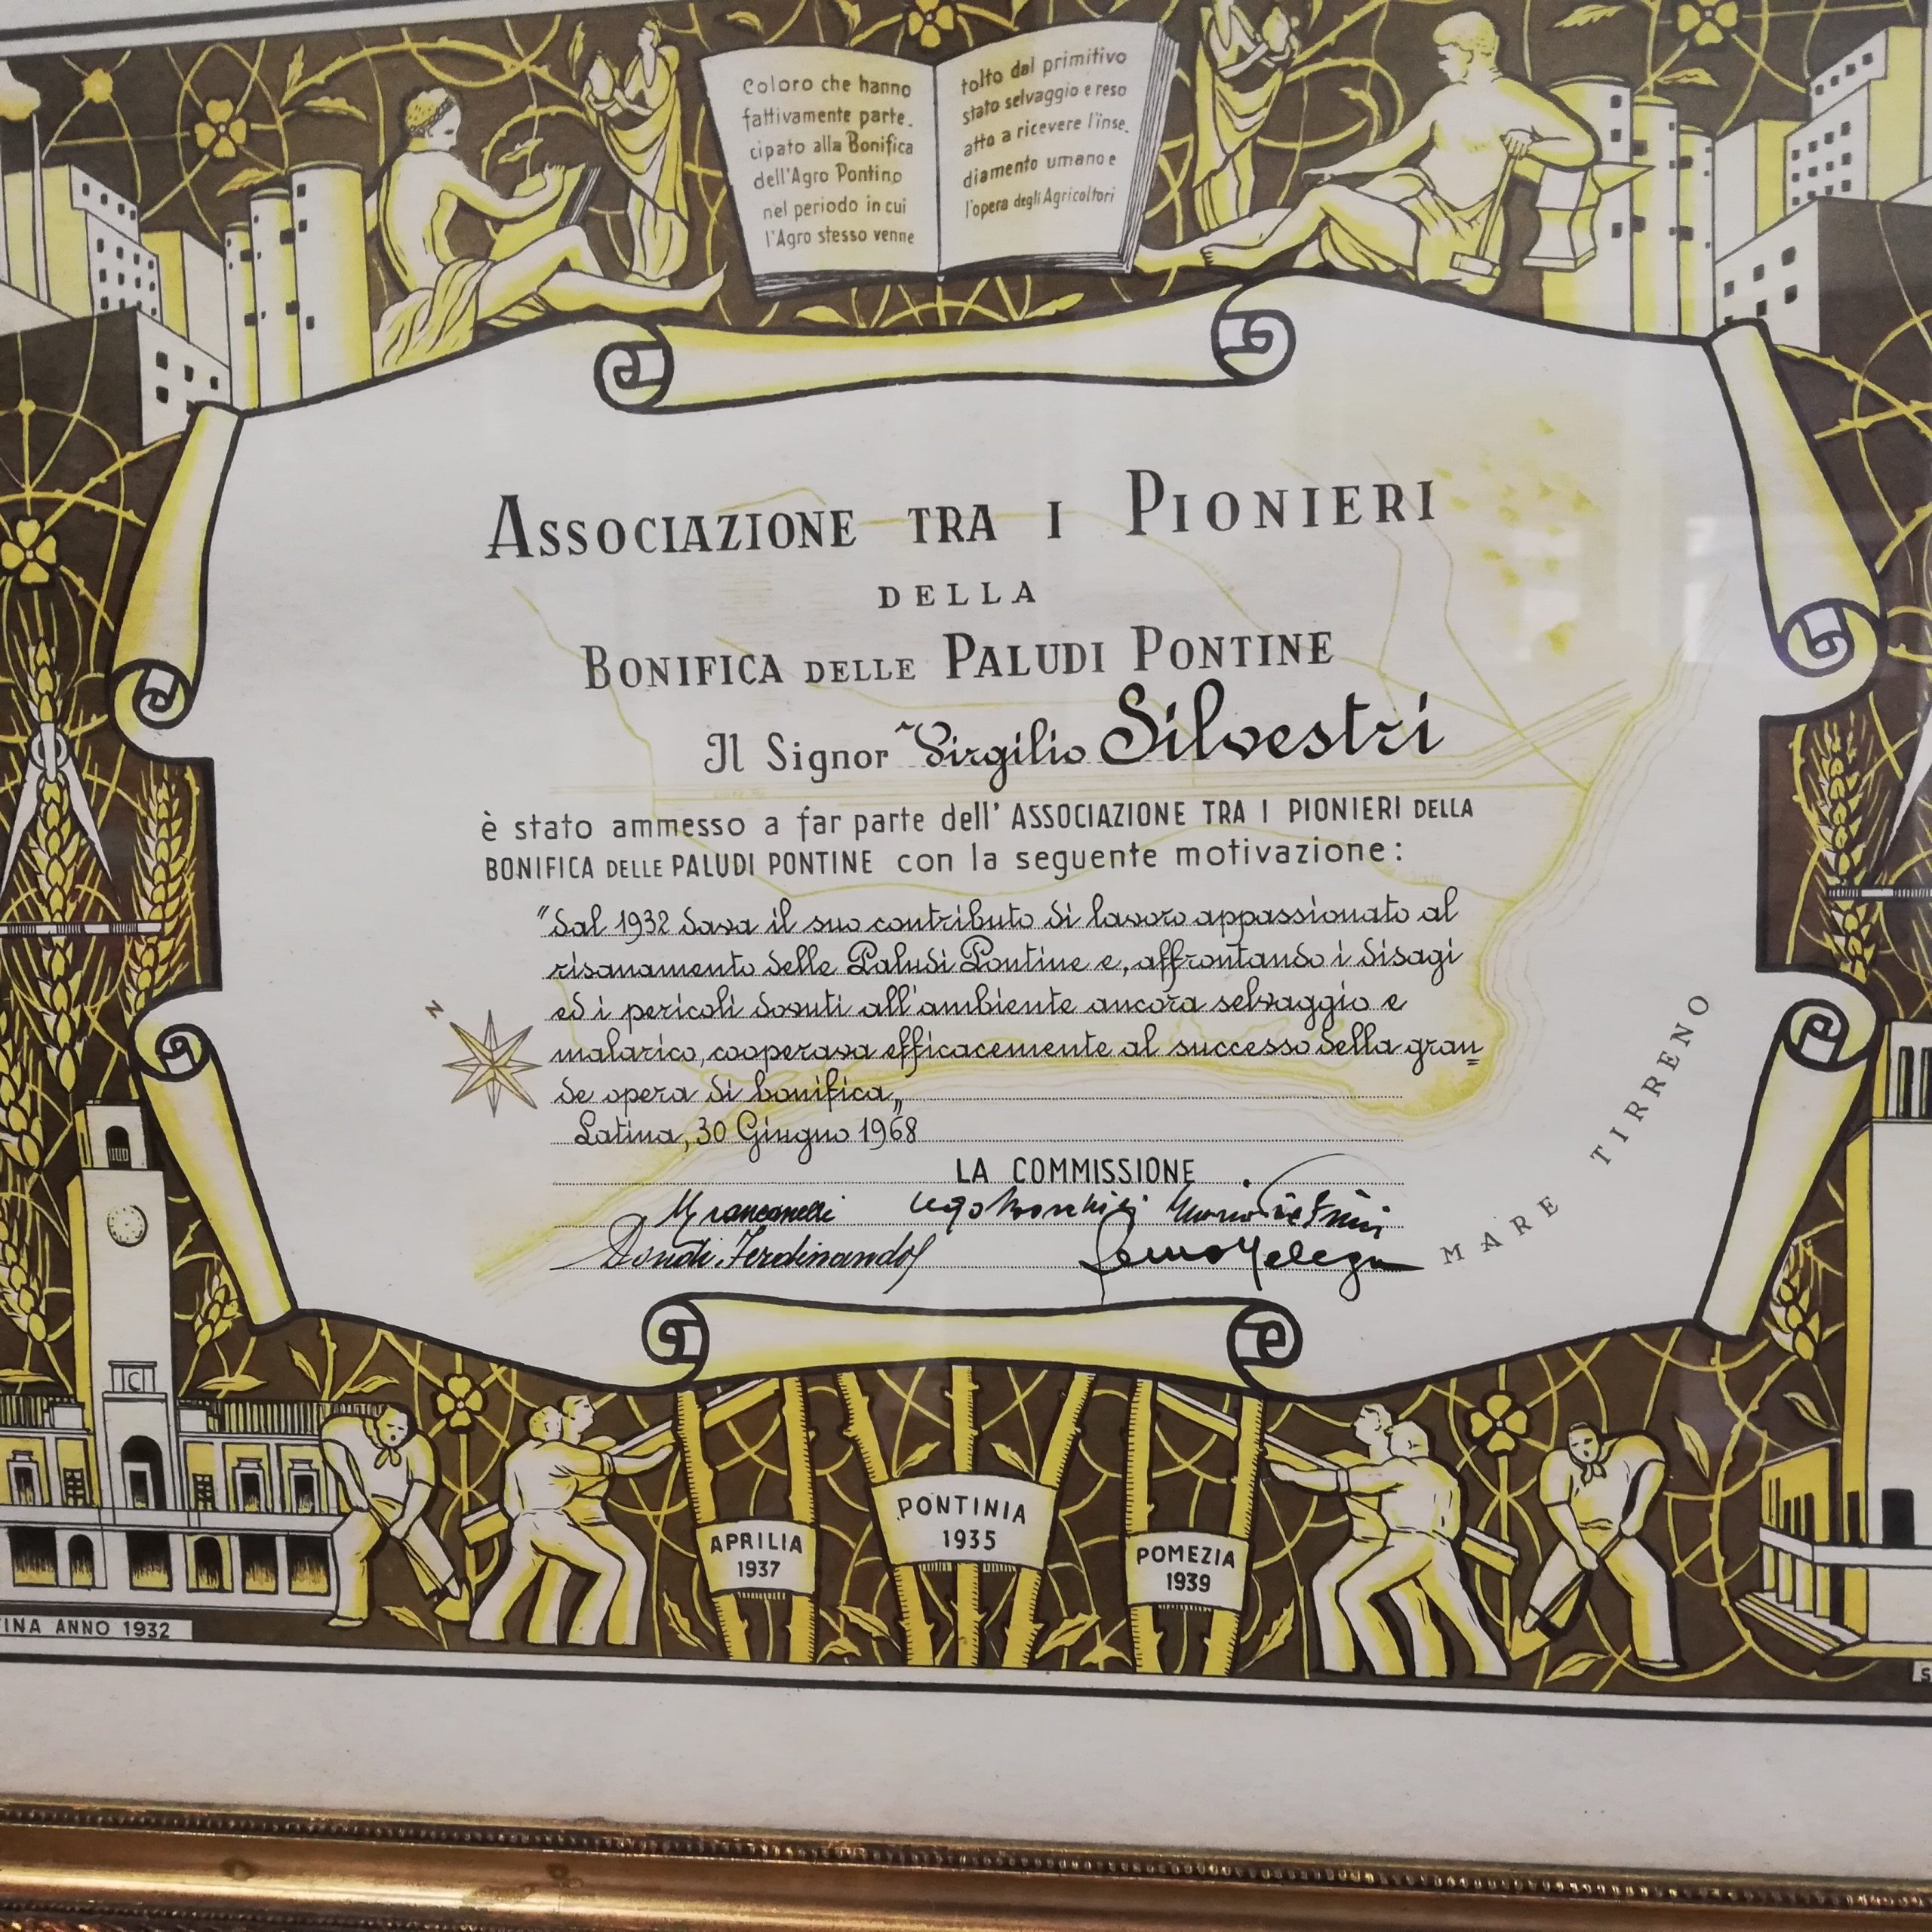 Coloro che hanno
fattivamente parte.
cipato alla Bonifica
dell'Agro Pontino
nel periodo in cui
l'Agro stesso venne
tolto dal primitivo
stato selvaggio e reso
atto a ricevere l'inse.
diamento umano e
l'opera degli Agricoltori
ASSOCIAZIONE TRA I PIONIERI
DELLA
BONIFICA DELLE PALUDI PONTINE
Il Signor Virgilio Silvestri
è stato ammesso a far parte dell' ASSOCIAZIONE TRA I PIONIERI DELLA
BONIFICA DELLE PALUDI PONTINE con la seguente motivazione:
"dal 1932 dava il suo contributo di lavoro appassionato al
risanamento delle Paludi Pontine e, affrontando i disagi
ed i pericoli dovuti all'ambiente ancora selvaggio e
malarico, cooperava efficacemente al successo della gran=
de opera di bonifica„
Latina, 30 Giugno 1968
LA COMMISSIONE
Donati Ferdinando
N
MARE TIRRENO
APRILIA
1937
PONTINIA
1935
POMEZIA
1939
TINA ANNO 1932